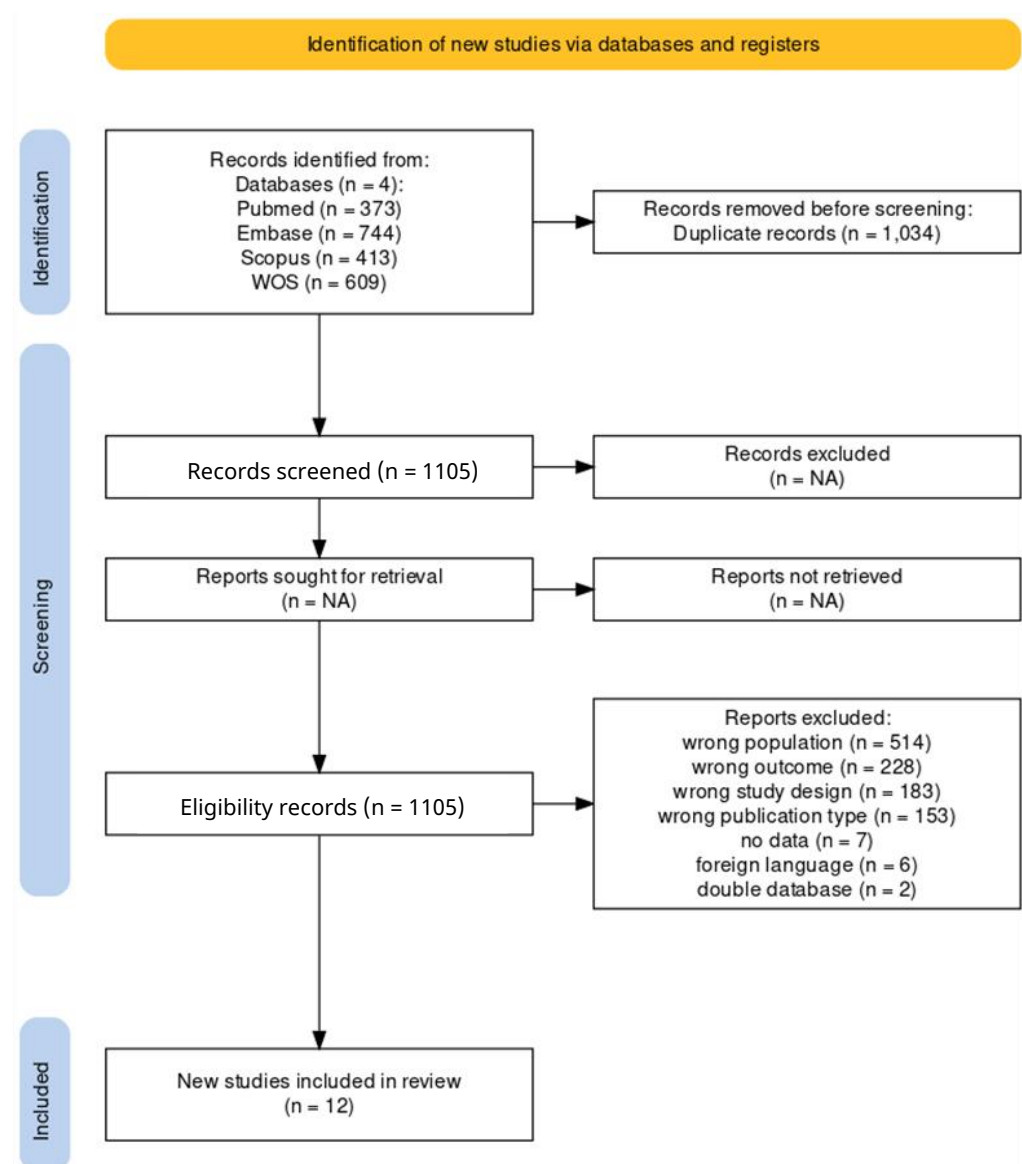 Identification of new studies via databases and registers
Identification
Records identified from:
Databases (n = 4):
Pubmed (n = 373)
Embase (n = 744)
Scopus (n = 413)
WOS (n = 609)
Records removed before screening:
Duplicate records (n = 1,034)
Screening
Records screened (n = 1105)
Records excluded
(n = NA)
Reports sought for retrieval
(n = NA)
Reports not retrieved
(n = NA)
Eligibility records (n = 1105)
Reports excluded:
wrong population (n = 514)
wrong outcome (n = 228)
wrong study design (n = 183)
wrong publication type (n = 153)
no data (n = 7)
foreign language (n = 6)
double database (n = 2)
Included
New studies included in review
(n = 12)